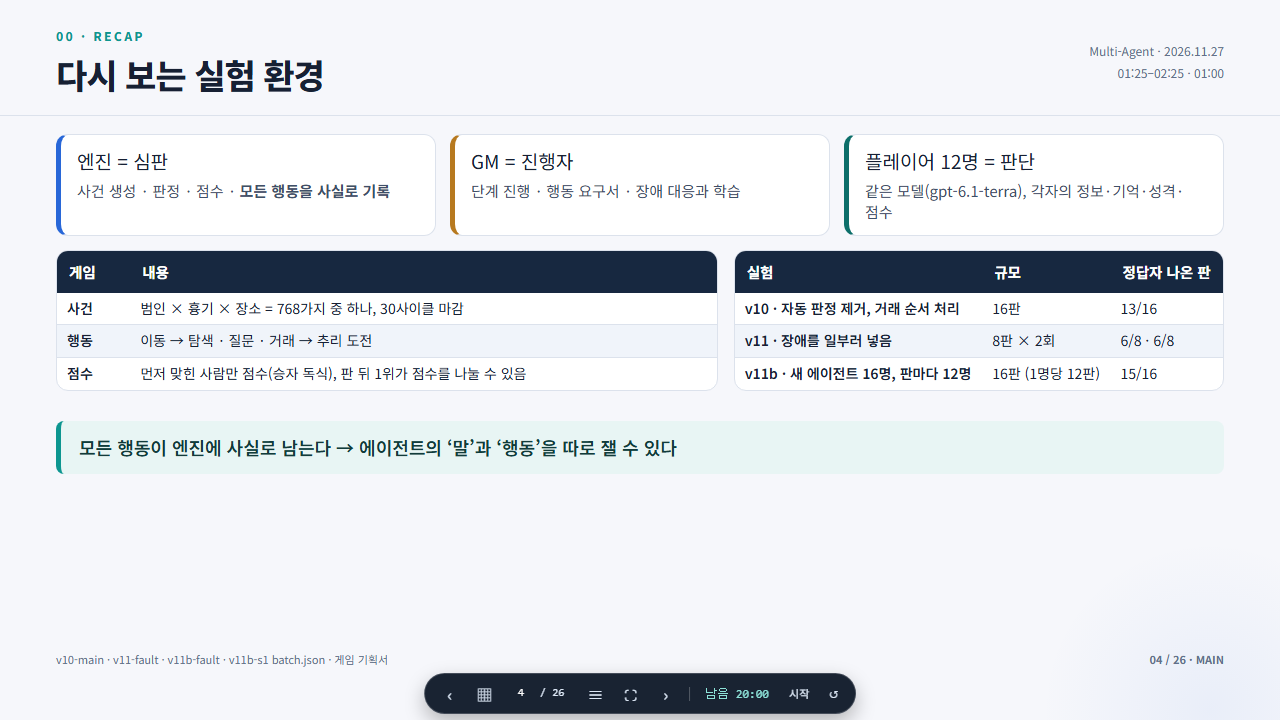 00 · RECAP
다시 보는 실험 환경
Multi-Agent · 2026.11.27
01:25–02:25 · 01:00
엔진 = 심판
사건 생성 · 판정 · 점수 · 모든 행동을 사실로 기록
GM = 진행자
단계 진행 · 행동 요구서 · 장애 대응과 학습
플레이어 12명 = 판단
같은 모델(gpt-6.1-terra), 각자의 정보·기억·성격·
점수
게임 내용
사건 범인 × 흉기 × 장소 = 768가지 중 하나, 30사이클 마감
행동 이동 → 탐색 · 질문 · 거래 → 추리 도전
점수 먼저 맞힌 사람만 점수(승자 독식), 판 뒤 1위가 점수를 나눌 수 있음
실험 규모 정답자 나온 판
v10 · 자동 판정 제거, 거래 순서 처리 16판 13/16
v11 · 장애를 일부러 넣음 8판 × 2회 6/8 · 6/8
v11b · 새 에이전트 16명, 판마다 12명 16판 (1명당 12판) 15/16
모든 행동이 엔진에 사실로 남는다 → 에이전트의 ‘말’과 ‘행동’을 따로 잴 수 있다
v10-main · v11-fault · v11b-fault · v11b-s1 batch.json · 게임 기획서
04 / 26 · MAIN
‹ 4 / 26 › 남음 20:00 시작 ↺